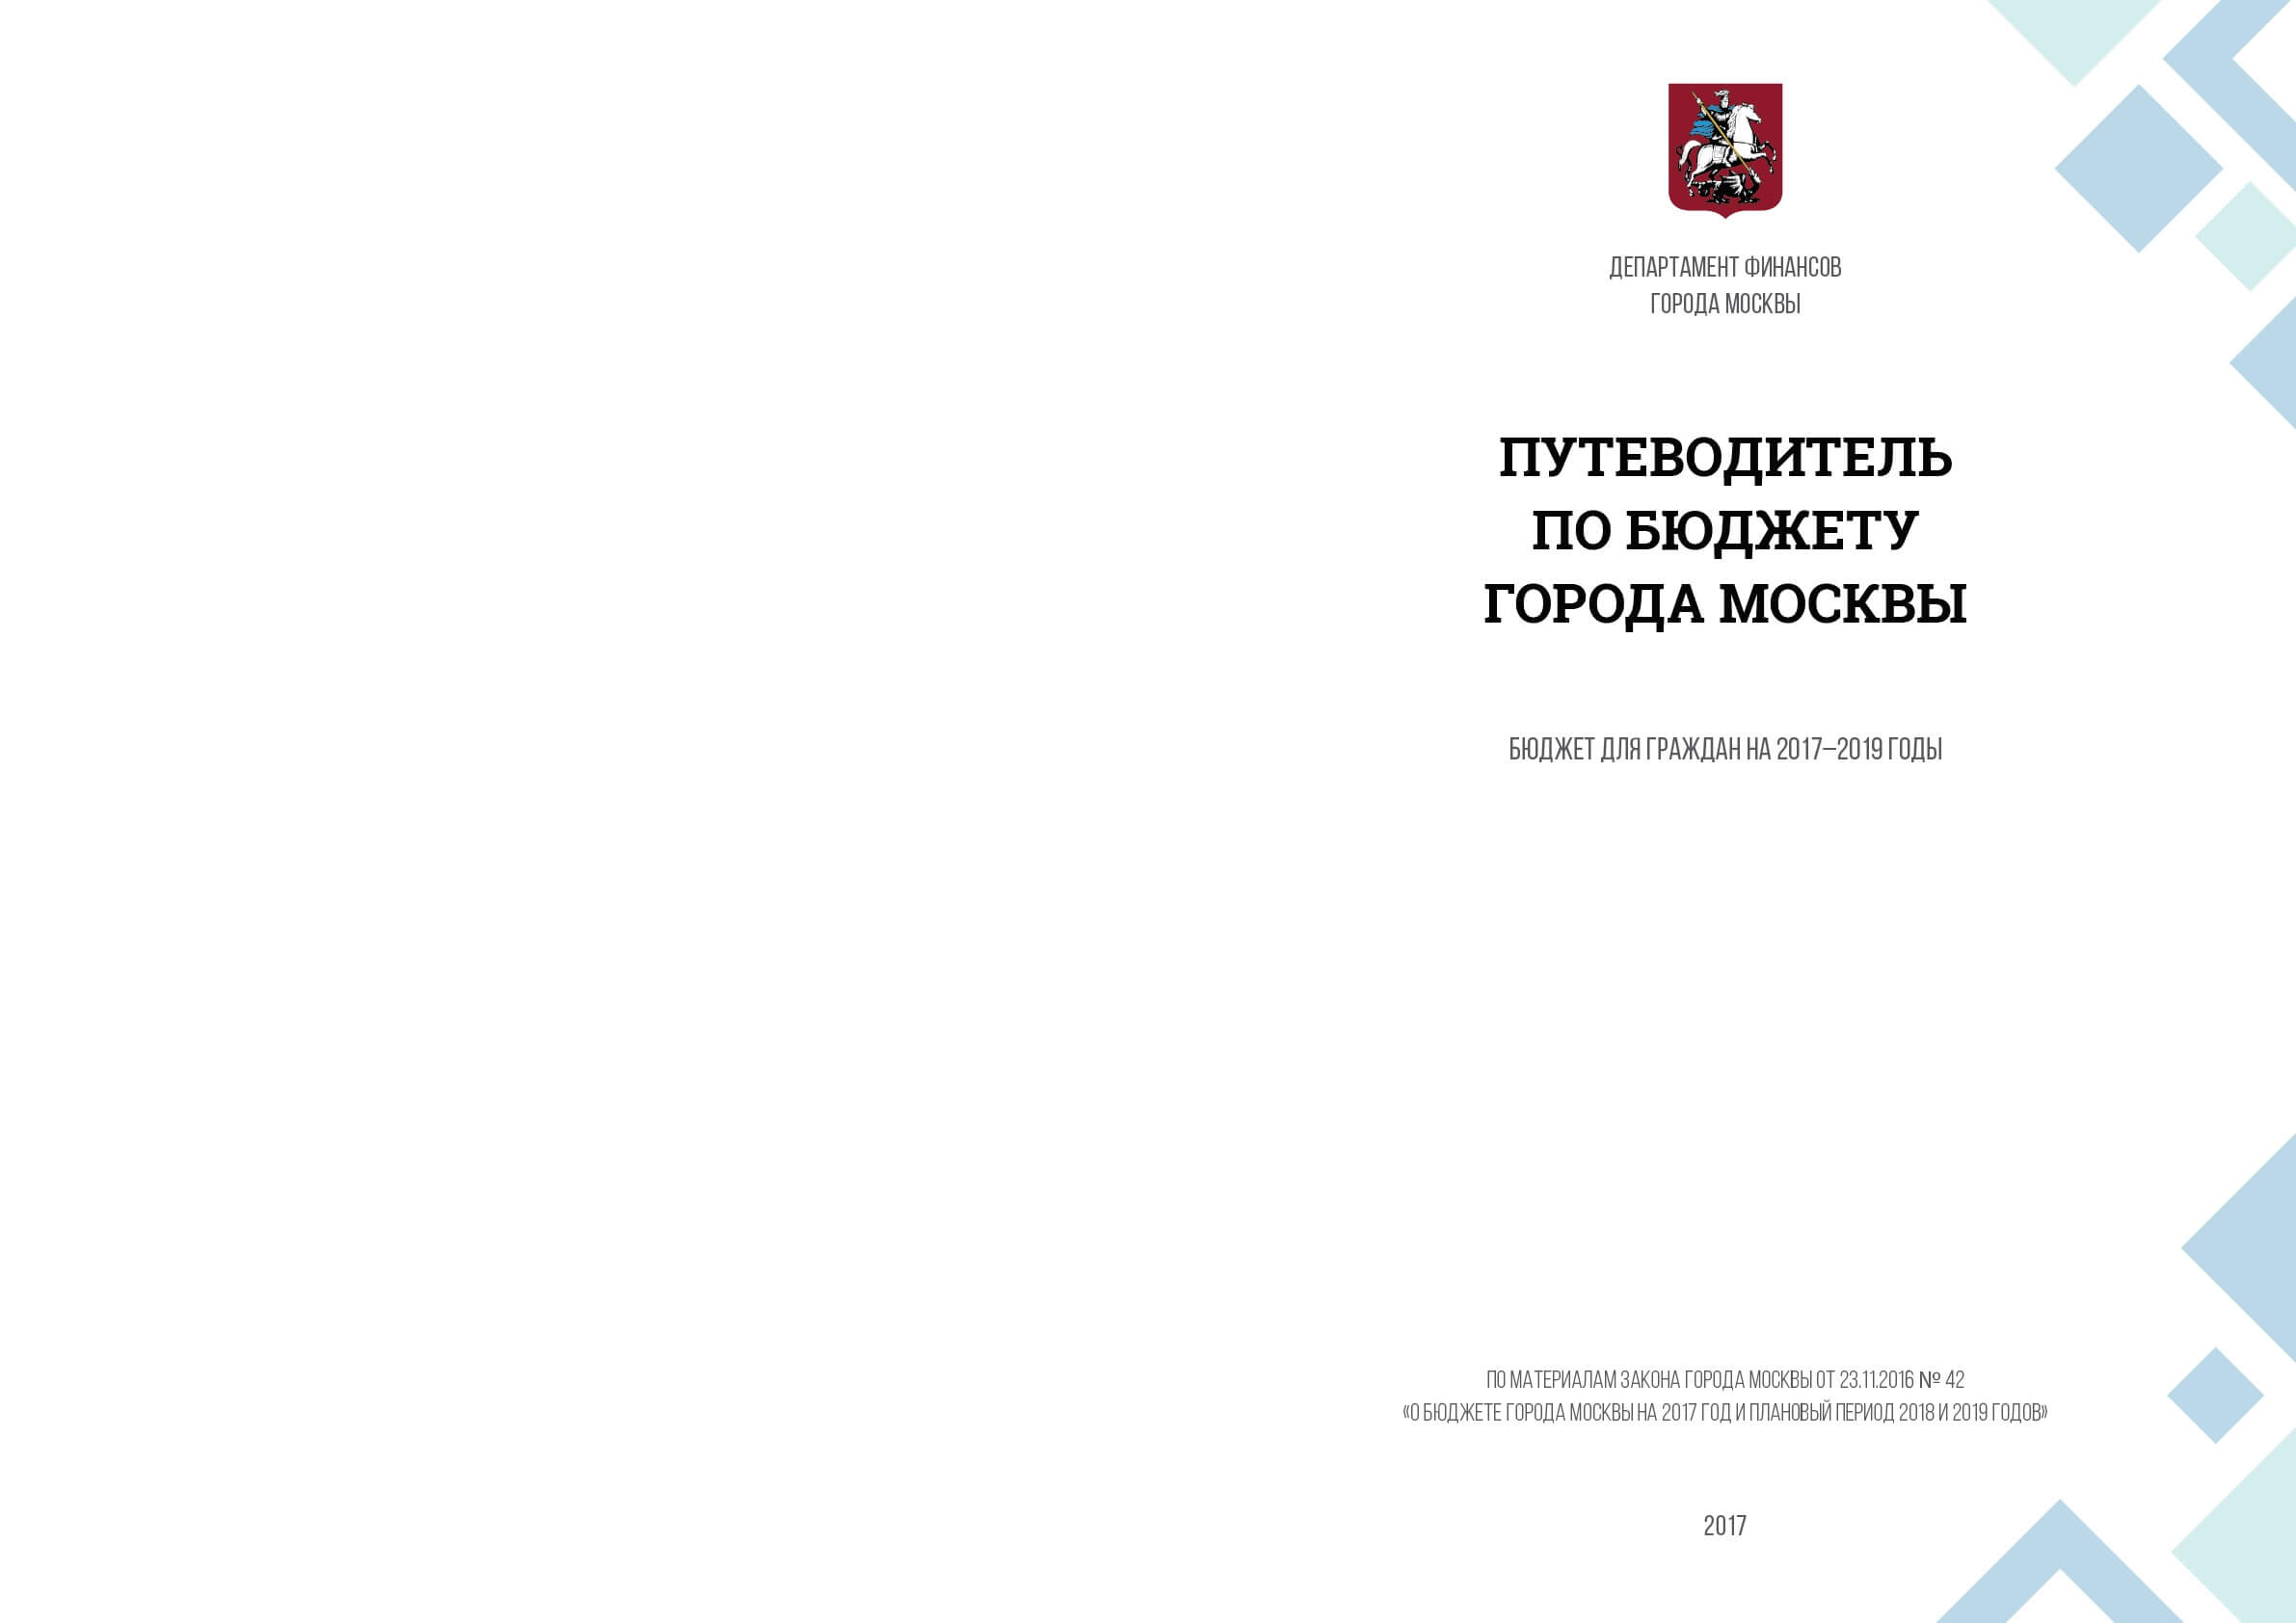 ДЕПАРТАМЕНТ ФИНАНСОВ
ГОРОДА МОСКВЫ
ПУТЕВОДИТЕЛЬ
ПО БЮДЖЕТУ
ГОРОДА МОСКВЫ
БЮДЖЕТ ДЛЯ ГРАЖДАН НА 2017–2019 ГОДЫ
ПО МАТЕРИАЛАМ ЗАКОНА ГОРОДА МОСКВЫ ОТ 23.11.2016 № 42
«О БЮДЖЕТЕ ГОРОДА МОСКВЫ НА 2017 ГОД И ПЛАНОВЫЙ ПЕРИОД 2018 И 2019 ГОДОВ»
2017